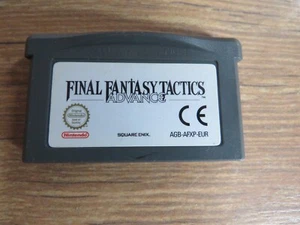 FINAL FANTASY TACTICS
ADVANCE
CE
Nintendo
SQUARE ENIX.
AGB-AFXP-EUR